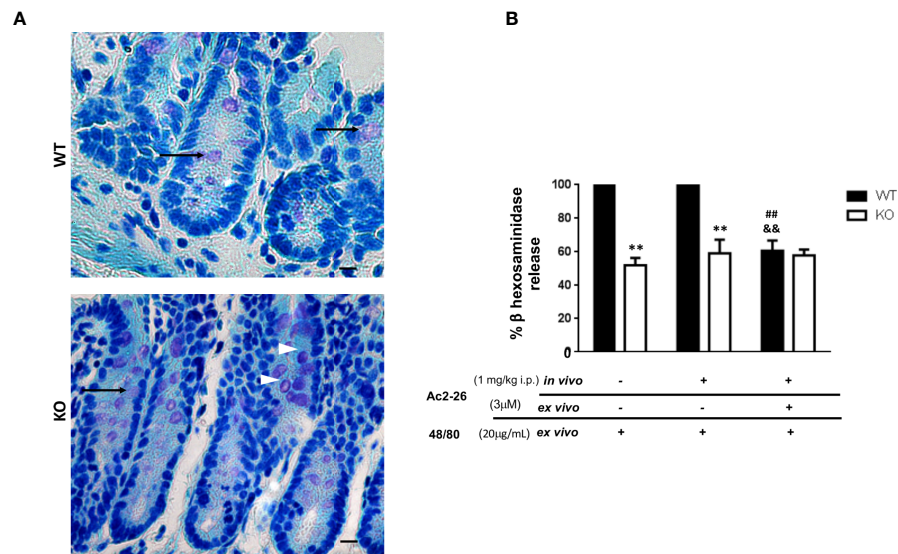 A
B
WT
KO
% β hexosaminidase
release
100
80
60
40
20
0
**
**
##
&&
WT
KO
Ac2-26
(1 mg/kg i.p.) in vivo - + +
(3μM) ex vivo - - +
48/80 (20μg/mL) ex vivo + + +